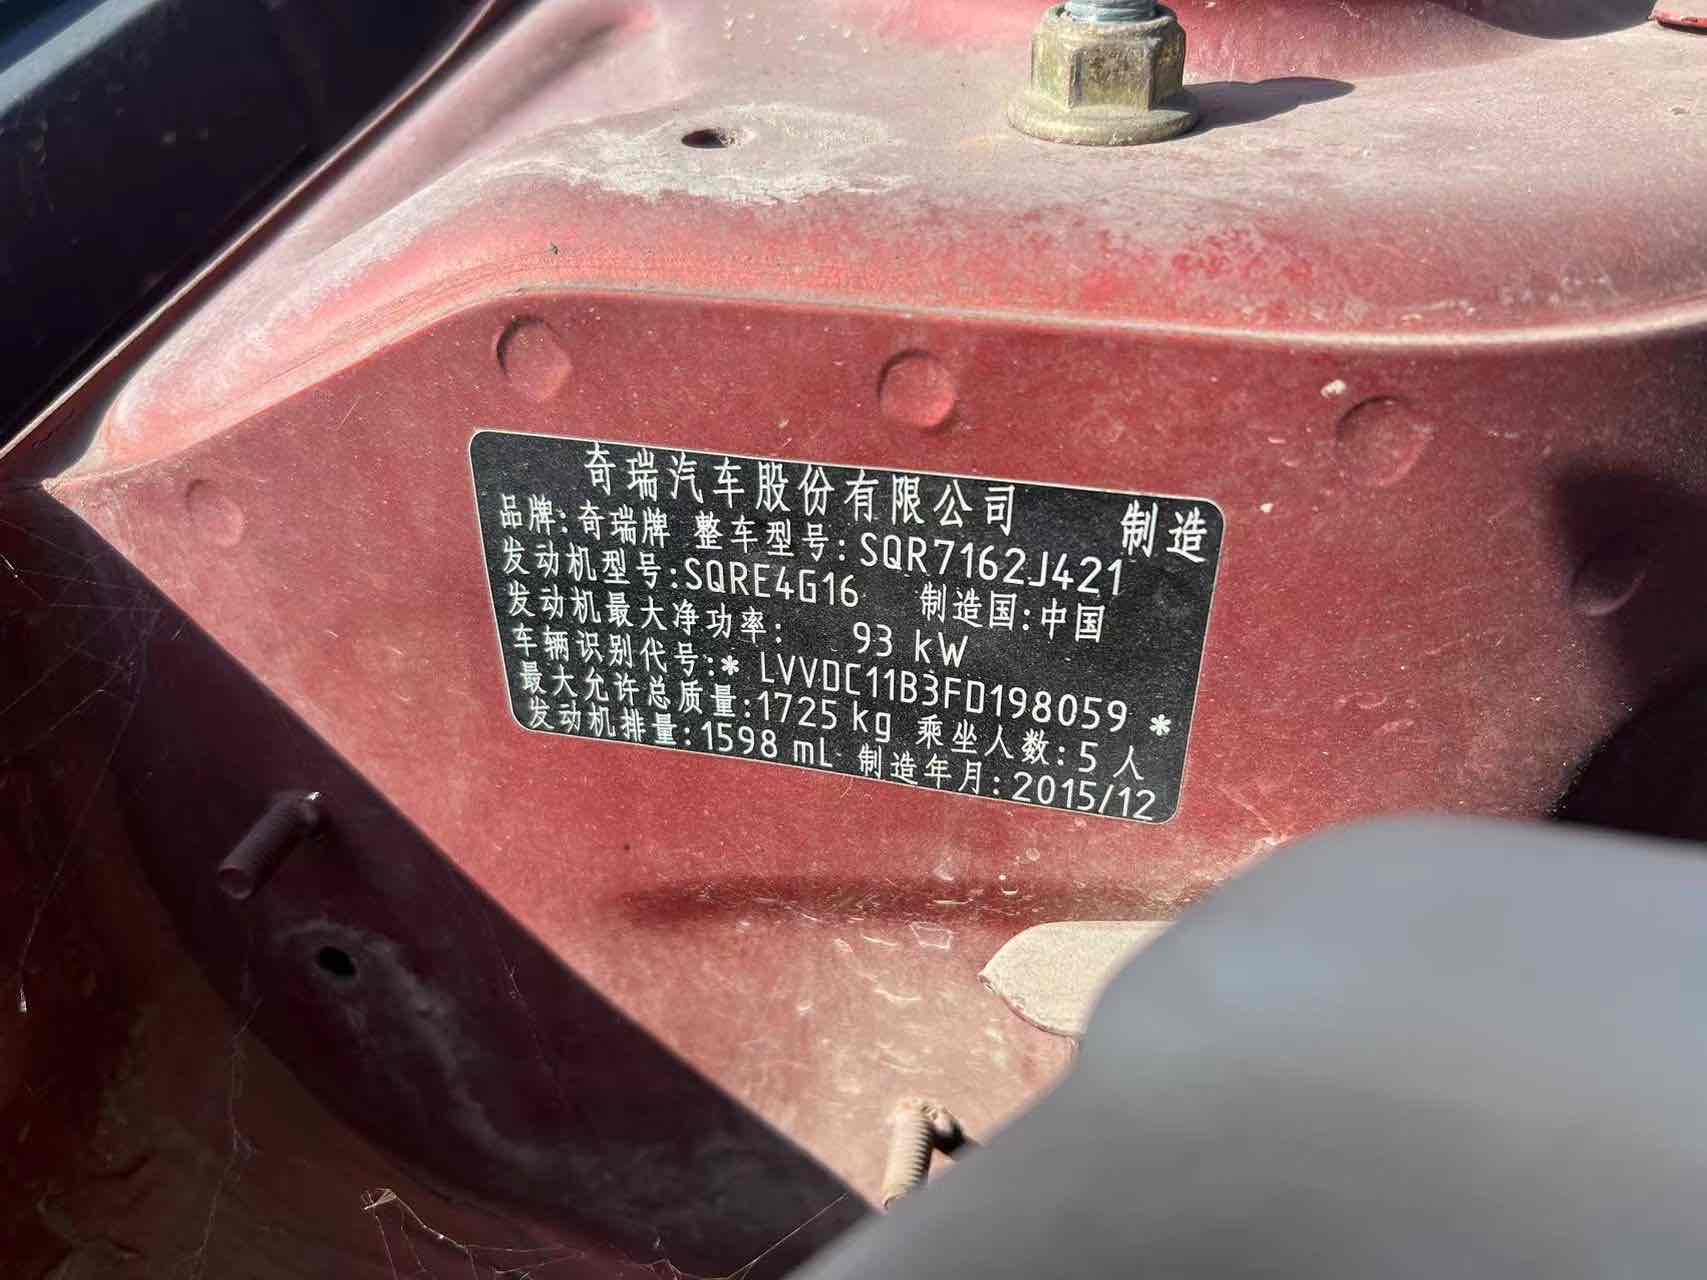 奇瑞汽车股份有限公司 制造
品牌:奇瑞牌 整车型号:SQR7162J421
发动机型号:SQRE4G16 制造国:中国
发动机最大净功率: 93 kW
车辆识别代号:* LVVDC11B3FD198059 *
最大允许总质量:1725 kg 乘坐人数:5 人
发动机排量:1598 mL 制造年月:2015/12